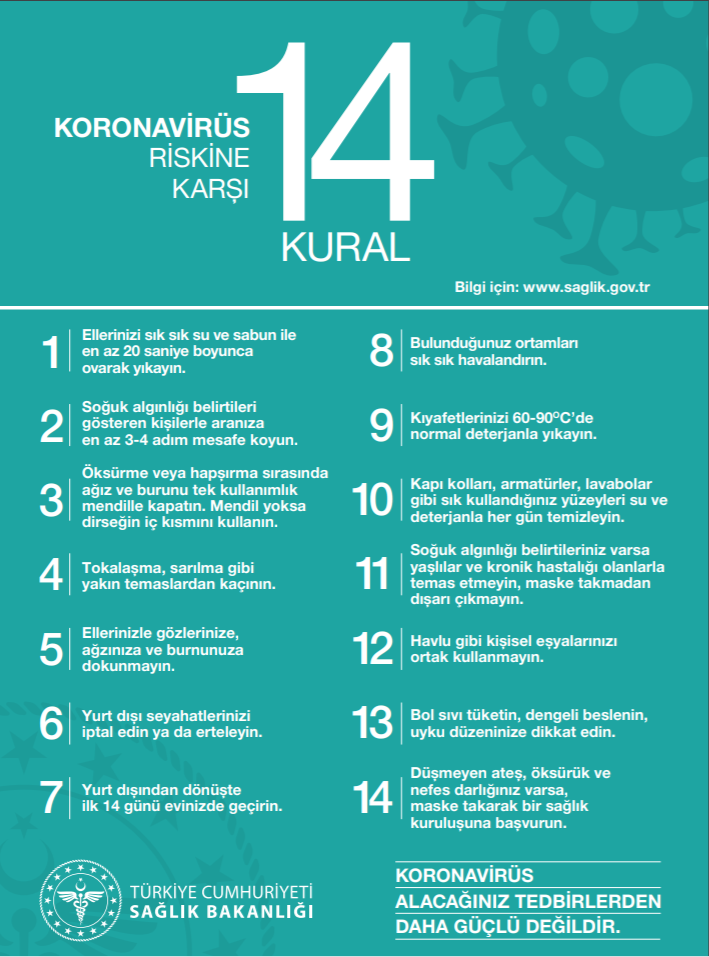 KORONAVİRÜS
RİSKİNE
KARŞI
14
KURAL
Bilgi için: www.saglik.gov.tr
1
Ellerinizi sık sık su ve sabun ile
en az 20 saniye boyunca
ovarak yıkayın.
2
Soğuk algınlığı belirtileri
gösteren kişilerle aranıza
en az 3-4 adım mesafe koyun.
3
Öksürme veya hapşırma sırasında
ağız ve burunu tek kullanımlık
mendille kapatın. Mendil yoksa
dirseğin iç kısmını kullanın.
4
Tokalaşma, sarılma gibi
yakın temaslardan kaçının.
5
Ellerinizle gözlerinize,
ağzınıza ve burnunuza
dokunmayın.
6
Yurt dışı seyahatlerinizi
iptal edin ya da erteleyin.
7
Yurt dışından dönüşte
ilk 14 günü evinizde geçirin.
8
Bulunduğunuz ortamları
sık sık havalandırın.
9
Kıyafetlerinizi 60-90ºC’de
normal deterjanla yıkayın.
10
Kapı kolları, armatürler, lavabolar
gibi sık kullandığınız yüzeyleri su ve
deterjanla her gün temizleyin.
11
Soğuk algınlığı belirtileriniz varsa
yaşlılar ve kronik hastalığı olanlarla
temas etmeyin, maske takmadan
dışarı çıkmayın.
12
Havlu gibi kişisel eşyalarınızı
ortak kullanmayın.
13
Bol sıvı tüketin, dengeli beslenin,
uyku düzeninize dikkat edin.
14
Düşmeyen ateş, öksürük ve
nefes darlığınız varsa,
maske takarak bir sağlık
kuruluşuna başvurun.
TÜRKİYE CUMHURİYETİ
SAĞLIK BAKANLIĞI
KORONAVİRÜS
ALACAĞINIZ TEDBİRLERDEN
DAHA GÜÇLÜ DEĞİLDİR.